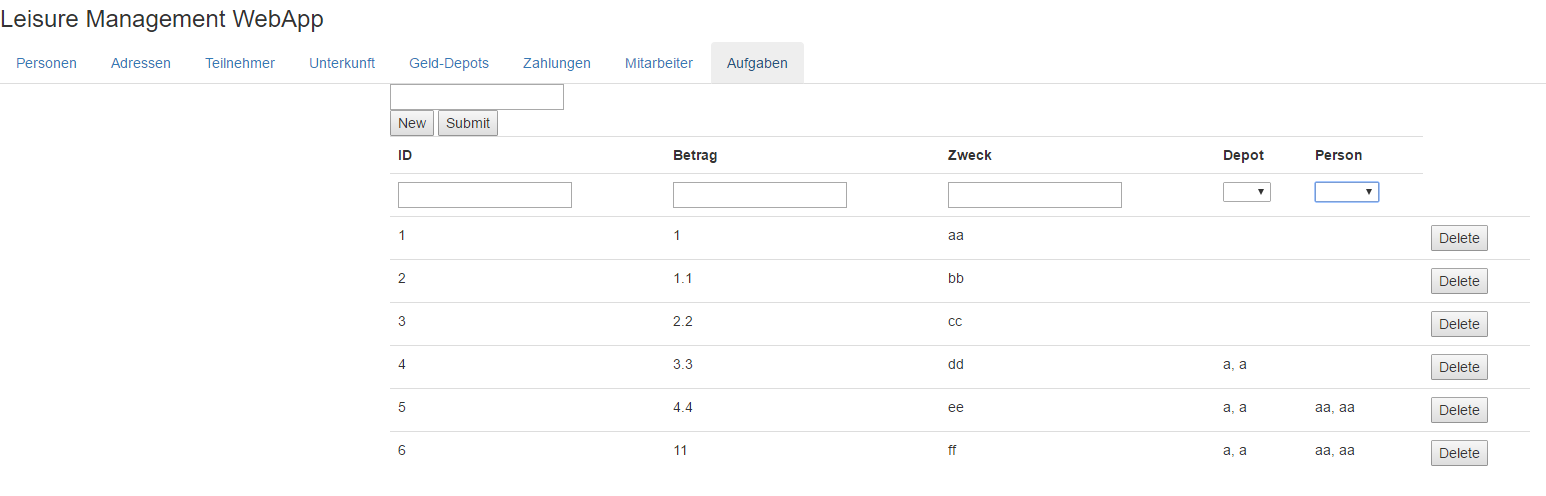 Leisure Management WebApp
Personen Adressen Teilnehmer Unterkunft Geld-Depots Zahlungen Mitarbeiter Aufgaben
New Submit
ID Betrag Zweck Depot Person
1 1 aa Delete
2 1.1 bb Delete
3 2.2 cc Delete
4 3.3 dd a, a Delete
5 4.4 ee a, a aa, aa Delete
6 11 ff a, a aa, aa Delete